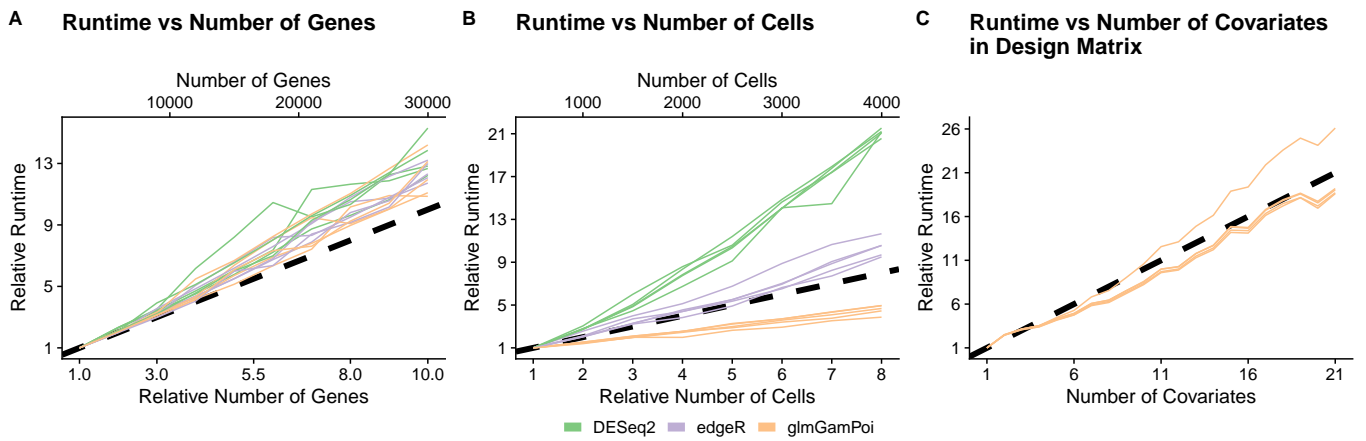 A
Runtime vs Number of Genes
Number of Genes
10000 20000 30000
Relative Runtime
13
9
5
1
1.0 3.0 5.5 8.0 10.0
Relative Number of Genes
B
Runtime vs Number of Cells
Number of Cells
1000 2000 3000 4000
Relative Runtime
21
17
13
9
5
1
1 2 3 4 5 6 7 8
Relative Number of Cells
C
Runtime vs Number of Covariates
in Design Matrix
Relative Runtime
26
21
16
11
6
1
1 6 11 16 21
Number of Covariates
DESeq2 edgeR glmGamPoi